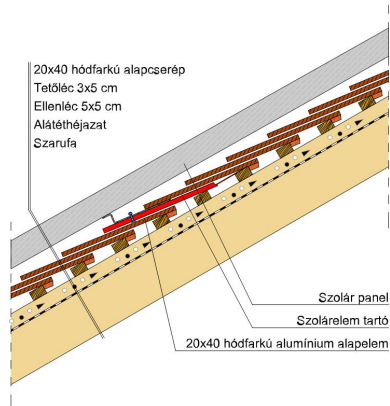 20x40 hódfarkú alapcserép
Tetőléc 3x5 cm
Ellenléc 5x5 cm
Alátéthéjazat
Szarufa
Szolár panel
Szolárelem tartó
20x40 hódfarkú alumínium alapelem